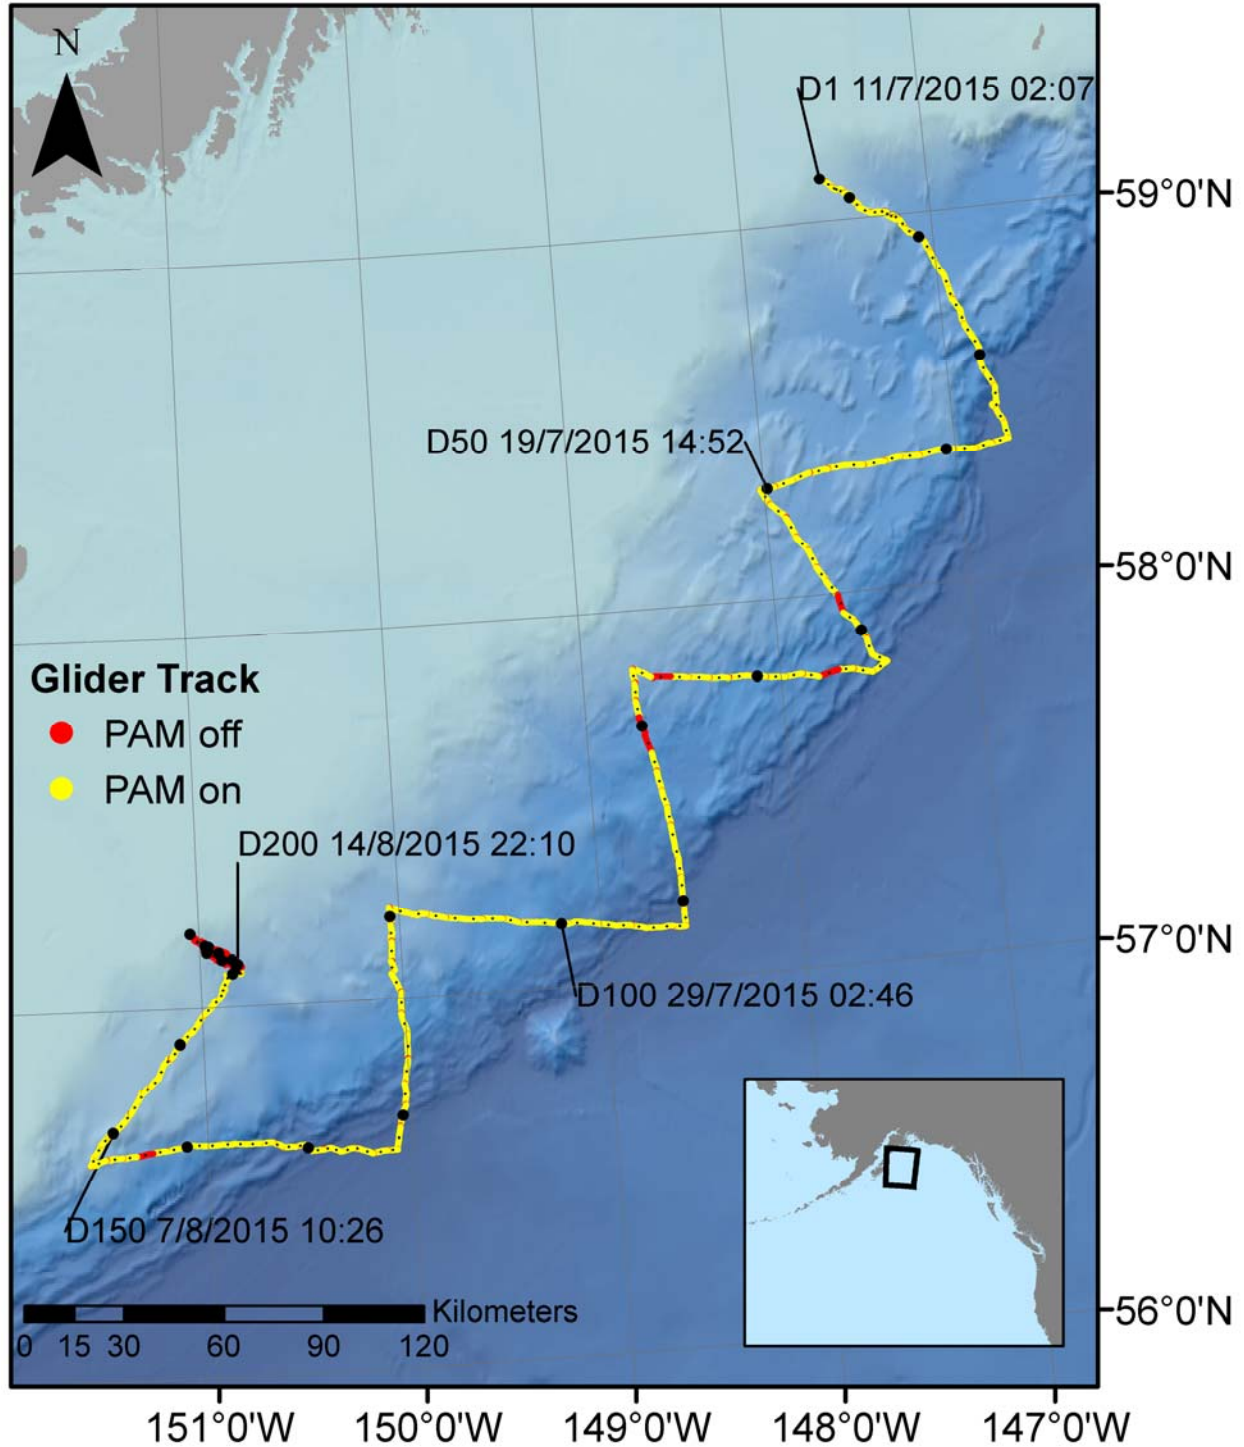 N
D1 11/7/2015 02:07
59°0'N
D50 19/7/2015 14:52
58°0'N
Glider Track
PAM off
PAM on
D200 14/8/2015 22:10
57°0'N
D100 29/7/2015 02:46
D150 7/8/2015 10:26
Kilometers
0 15 30 60 90 120
56°0'N
151°0'W 150°0'W 149°0'W 148°0'W 147°0'W